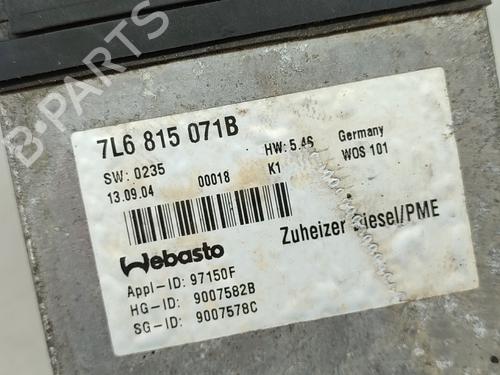 7L6 815 071B
SW: 0235 HW: 5.46 Germany
13.09.04 00018 K1 WOS 101
Webasto Zuheizer Diesel/PME
Appl-ID: 97150F
HG-ID: 9007582B
SG-ID: 9007578C